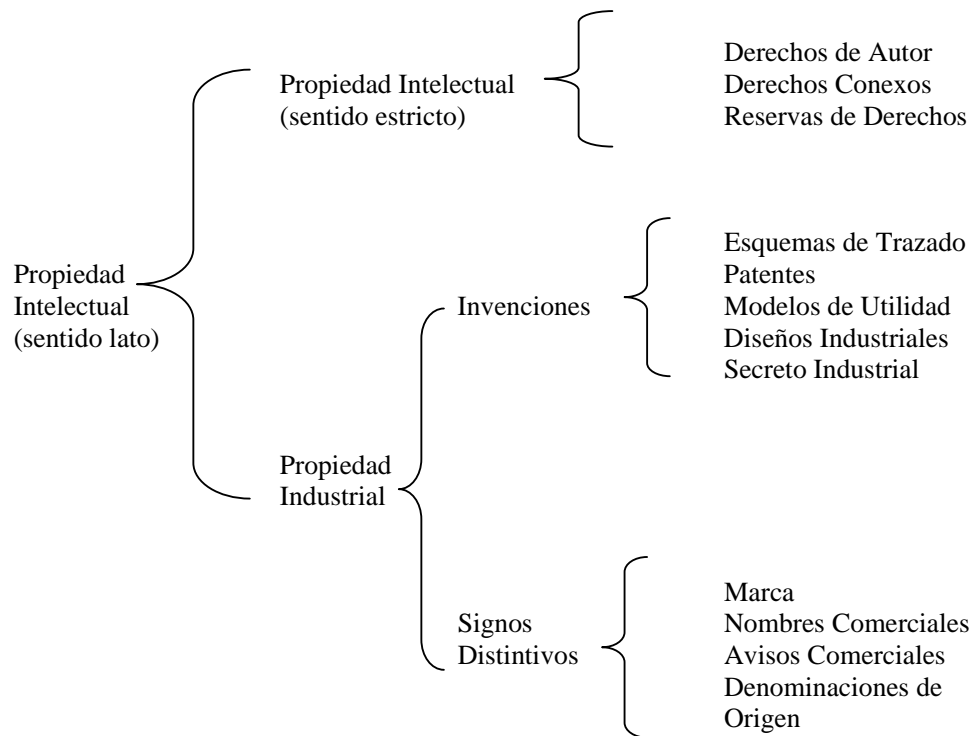 Propiedad
Intelectual
(sentido lato)
Propiedad Intelectual
(sentido estricto)
Derechos de Autor
Derechos Conexos
Reservas de Derechos
Propiedad
Industrial
Invenciones
Esquemas de Trazado
Patentes
Modelos de Utilidad
Diseños Industriales
Secreto Industrial
Signos
Distintivos
Marca
Nombres Comerciales
Avisos Comerciales
Denominaciones de
Origen